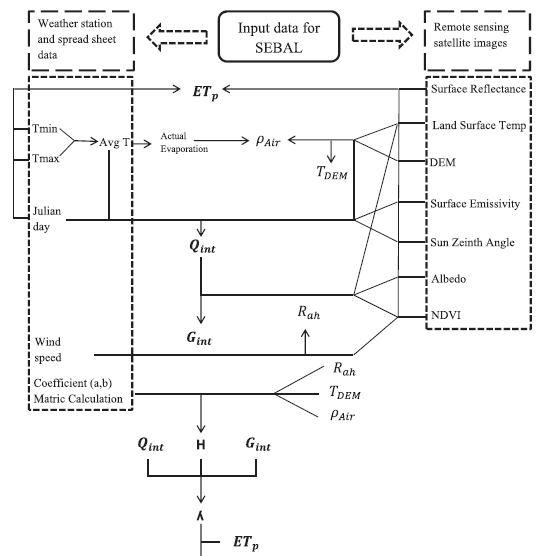 Weather station
and spread sheet
data
Input data for
SEBAL
Remote sensing
satellite images
ETp
Surface Reflectance
Tmin
Avg T
Actual
Evaporation
ρAir
Land Surface Temp
Tmax
TDEM
DEM
Julian
day
Surface Emissivity
Qint
Sun Zeinth Angle
Albedo
Rah
NDVI
Gint
Wind
speed
Rah
Coefficient (a,b)
Matric Calculation
TDEM
ρAir
Qint
H
Gint
ʎ
ETp